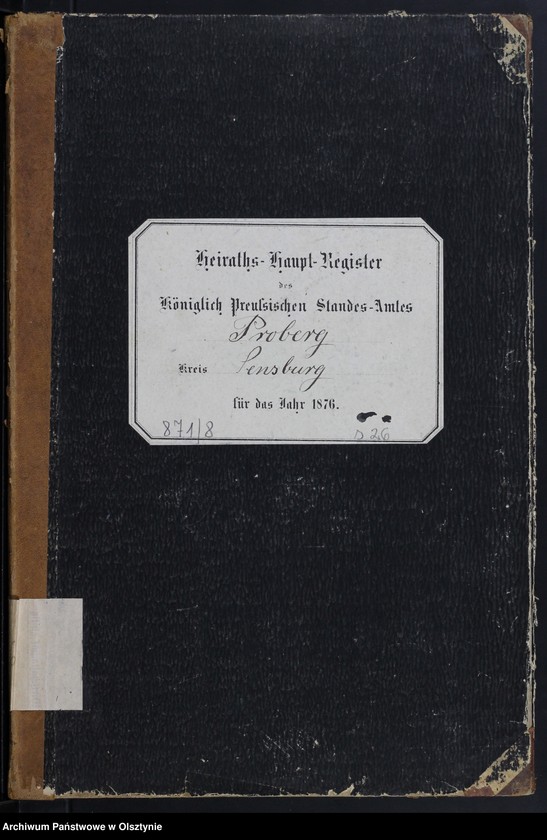 Heiraths-Haupt-Register
des
Königlich Preußischen Standes-Amtes
Proberg
Kreis Sensburg
für das Jahr 1876.
871/8
s 26
Archiwum Państwowe w Olsztynie